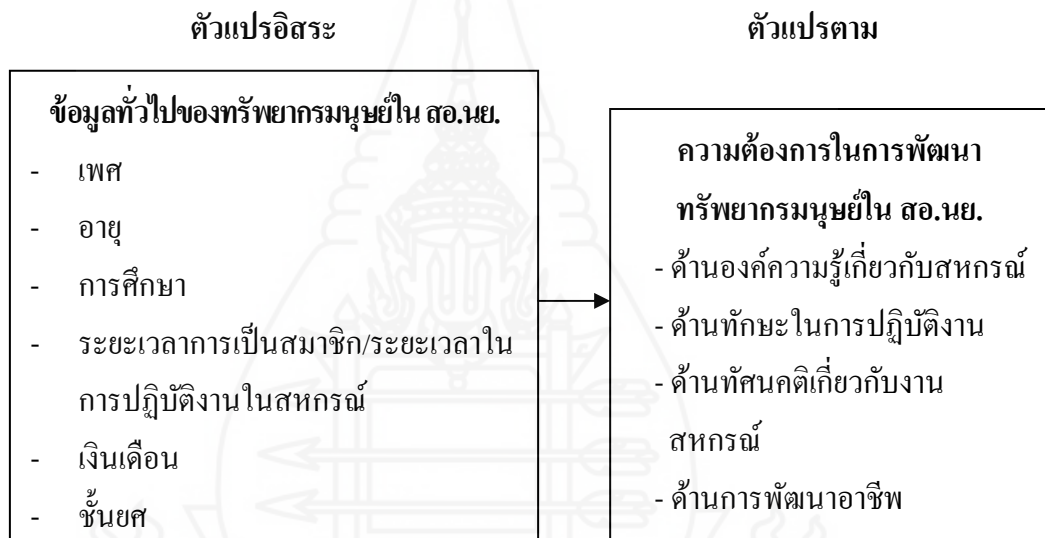 ตัวแปรอิสระ
ตัวแปรตาม
ข้อมูลทั่วไปของทรัพยากรมนุษย์ใน สอ.นย.
- เพศ
- อายุ
- การศึกษา
- ระยะเวลาการเป็นสมาชิก/ระยะเวลาใน
การปฏิบัติงานในสหกรณ์
- เงินเดือน
- ชั้นยศ
ความต้องการในการพัฒนา
ทรัพยากรมนุษย์ใน สอ.นย.
- ด้านองค์ความรู้เกี่ยวกับสหกรณ์
- ด้านทักษะในการปฏิบัติงาน
- ด้านทัศนคติเกี่ยวกับงาน
สหกรณ์
- ด้านการพัฒนาอาชีพ